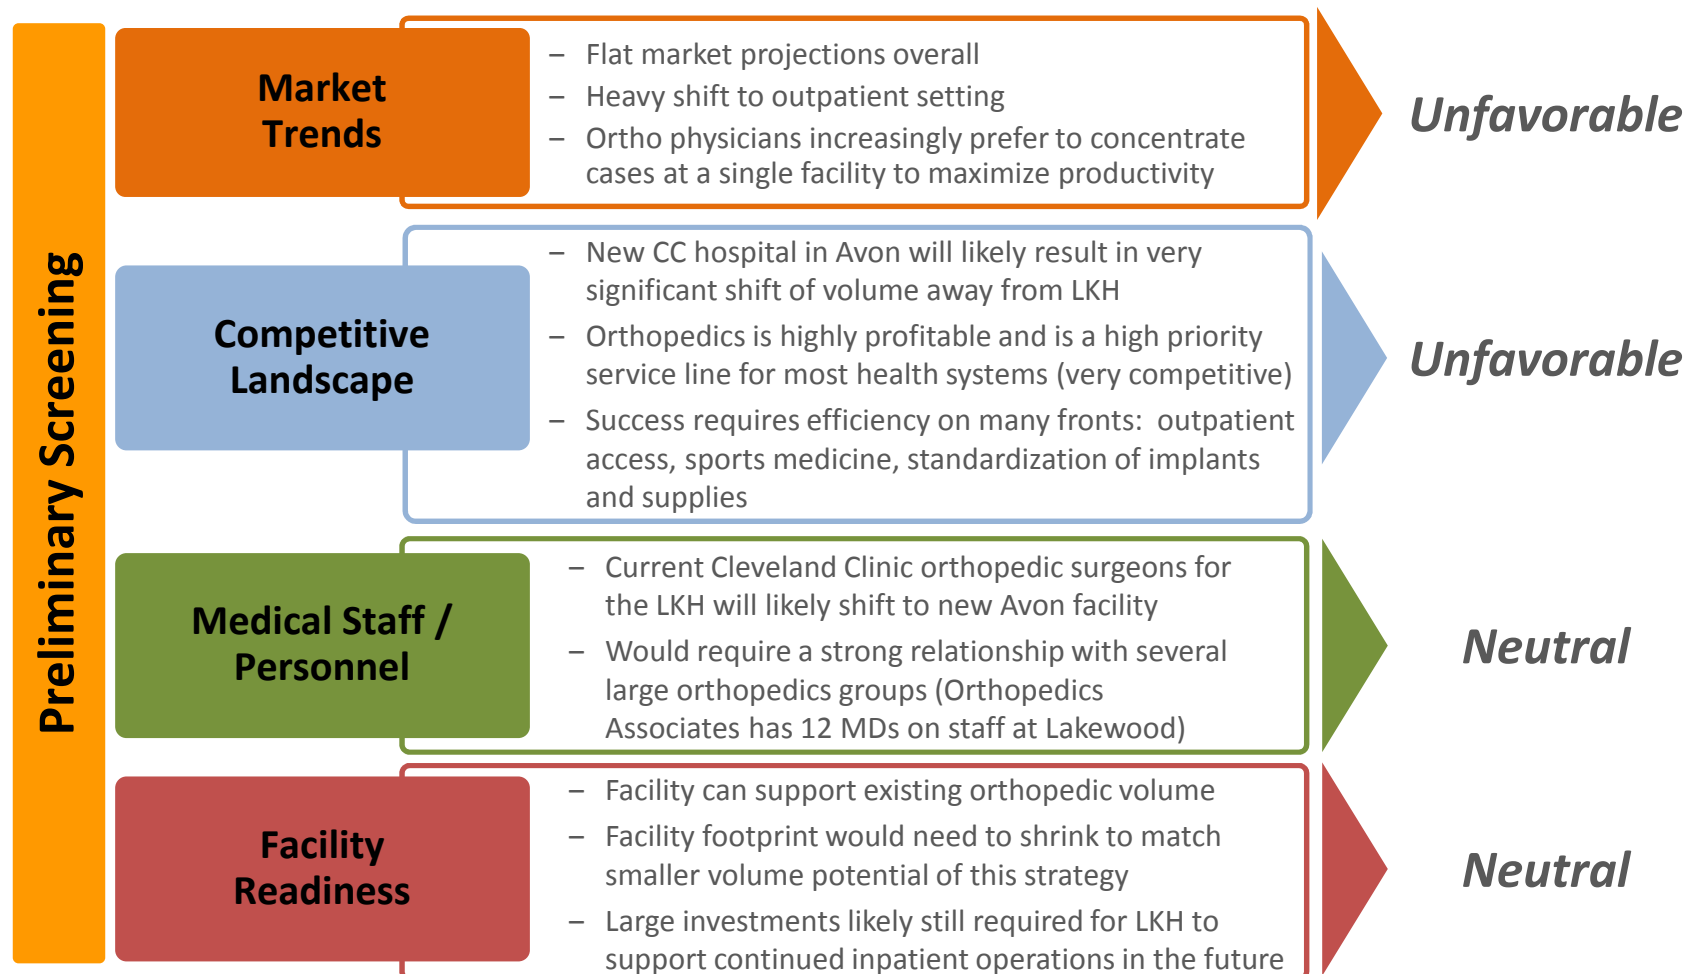 Preliminary Screening
Market
Trends
– Flat market projections overall
– Heavy shift to outpatient setting
– Ortho physicians increasingly prefer to concentrate
cases at a single facility to maximize productivity
Unfavorable
Competitive
Landscape
– New CC hospital in Avon will likely result in very
significant shift of volume away from LKH
– Orthopedics is highly profitable and is a high priority
service line for most health systems (very competitive)
– Success requires efficiency on many fronts:  outpatient
access, sports medicine, standardization of implants
and supplies
Unfavorable
Medical Staff /
Personnel
– Current Cleveland Clinic orthopedic surgeons for
the LKH will likely shift to new Avon facility
– Would require a strong relationship with several
large orthopedics groups (Orthopedics
Associates has 12 MDs on staff at Lakewood)
Neutral
Facility
Readiness
– Facility can support existing orthopedic volume
– Facility footprint would need to shrink to match
smaller volume potential of this strategy
– Large investments likely still required for LKH to
support continued inpatient operations in the future
Neutral